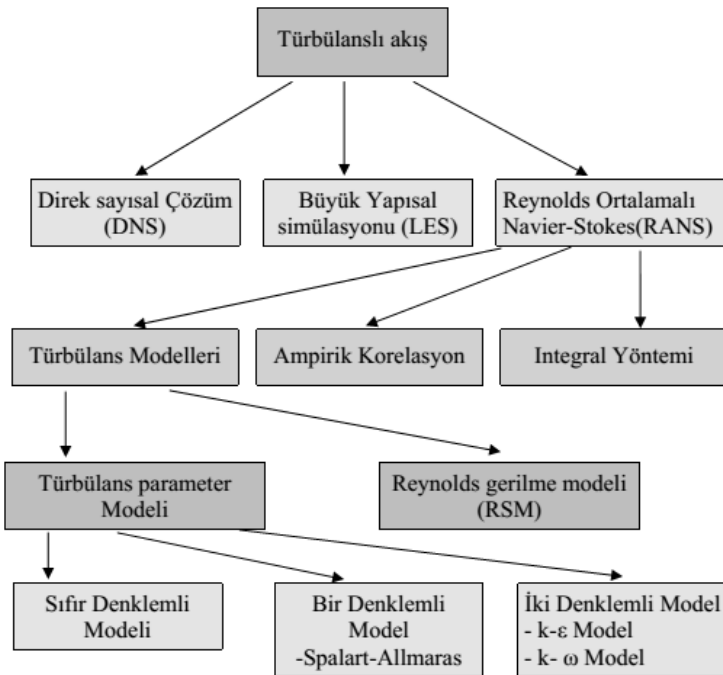 Türbülanslı akış
Direk sayısal Çözüm
(DNS)
Büyük Yapısal
simülasyonu (LES)
Reynolds Ortalamalı
Navier-Stokes(RANS)
Türbülans Modelleri
Ampirik Korelasyon
Integral Yöntemi
Türbülans parameter
Modeli
Reynolds gerilme modeli
(RSM)
Sıfır Denklemli
Modeli
Bir Denklemli
Model
-Spalart-Allmaras
İki Denklemli Model
- k-ε Model
- k- ω Model